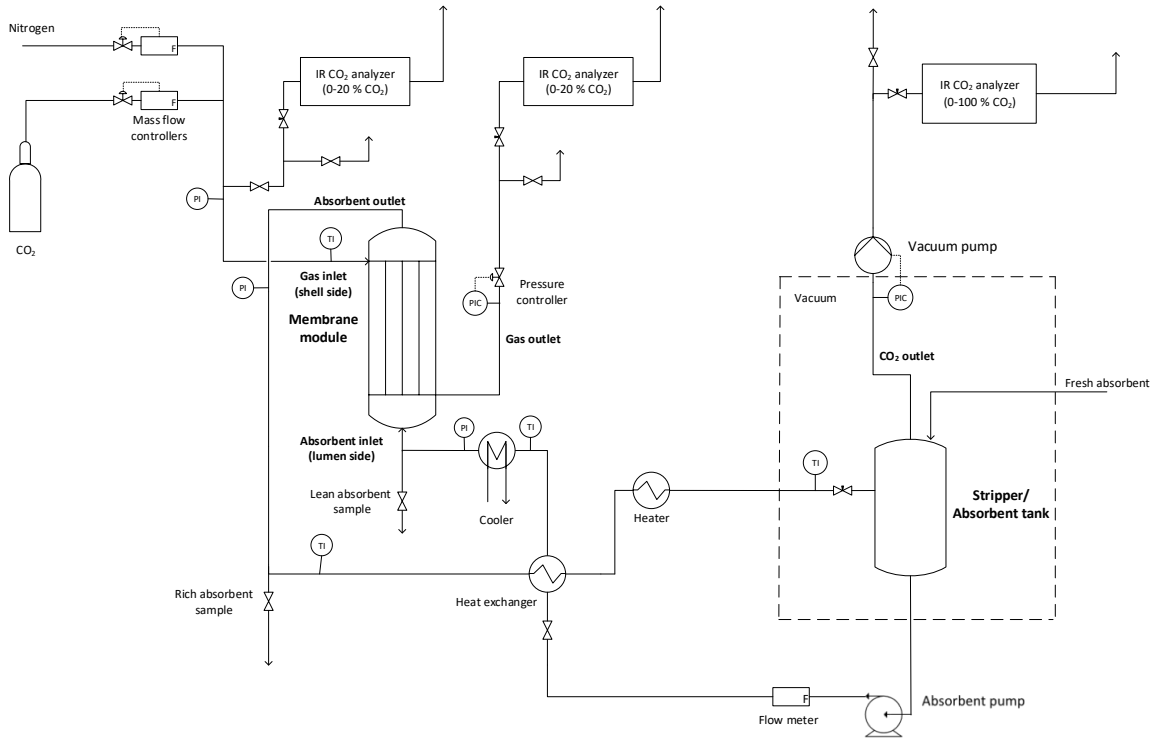 Nitrogen
F
F
Mass flow
controllers
CO₂
PI
IR CO₂ analyzer
(0-20 % CO₂)
IR CO₂ analyzer
(0-20 % CO₂)
IR CO₂ analyzer
(0-100 % CO₂)
Absorbent outlet
TI
PI
Gas inlet
(shell side)
Membrane
module
PIC
Pressure
controller
Gas outlet
Vacuum pump
Vacuum
PIC
CO₂ outlet
Fresh absorbent
Absorbent inlet
(lumen side)
PI
TI
Lean absorbent
sample
Cooler
Heater
TI
Stripper/
Absorbent tank
TI
Rich absorbent
sample
Heat exchanger
F
Flow meter
Absorbent pump